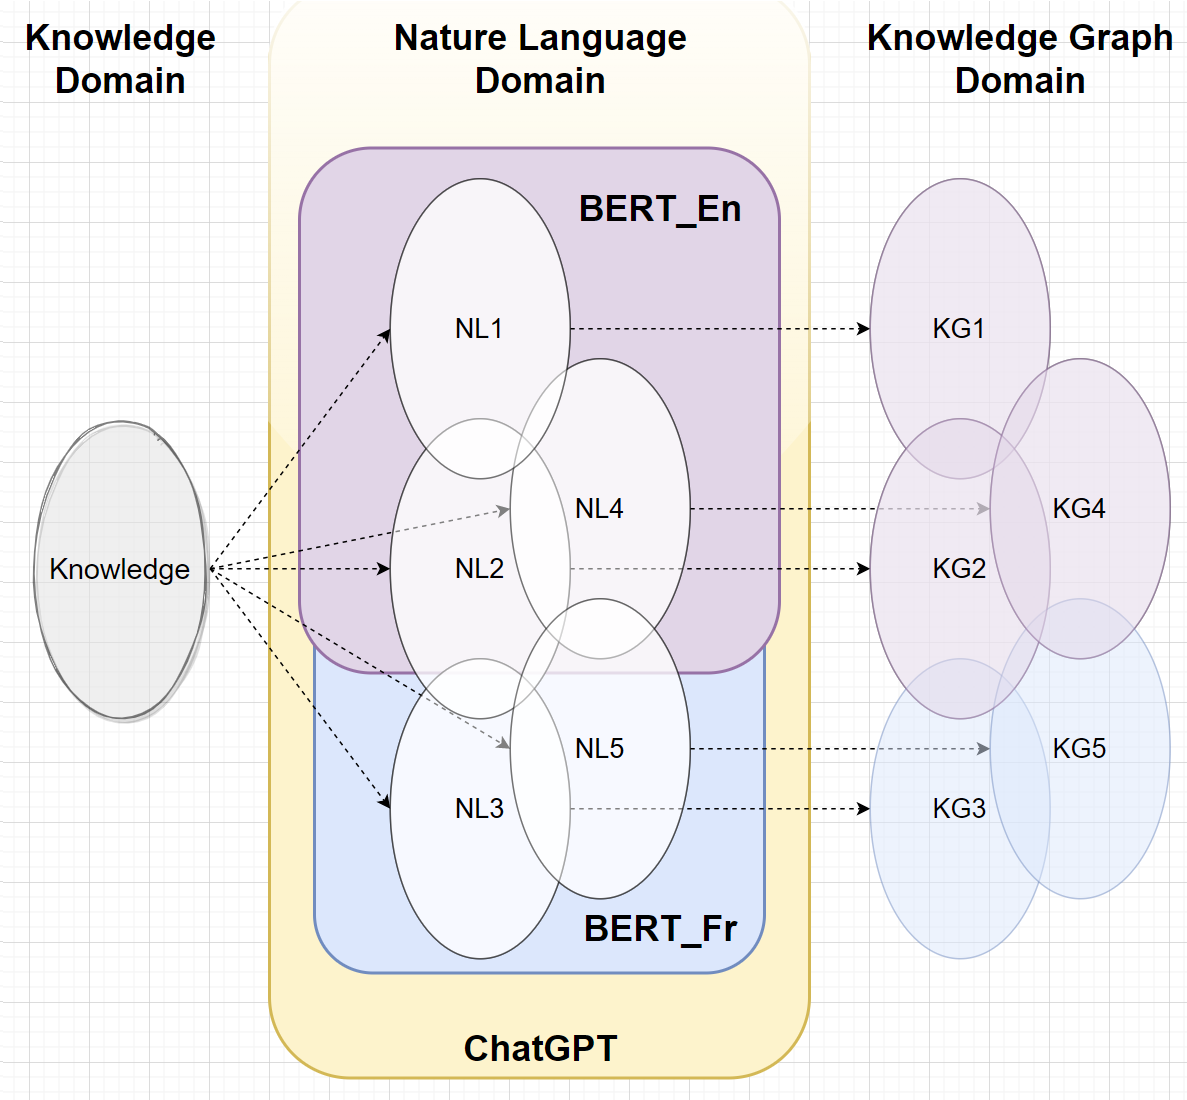 Knowledge
Domain
Nature Language
Domain
Knowledge Graph
Domain
BERT_En
NL1
KG1
NL4
KG4
Knowledge
NL2
KG2
NL5
KG5
NL3
KG3
BERT_Fr
ChatGPT